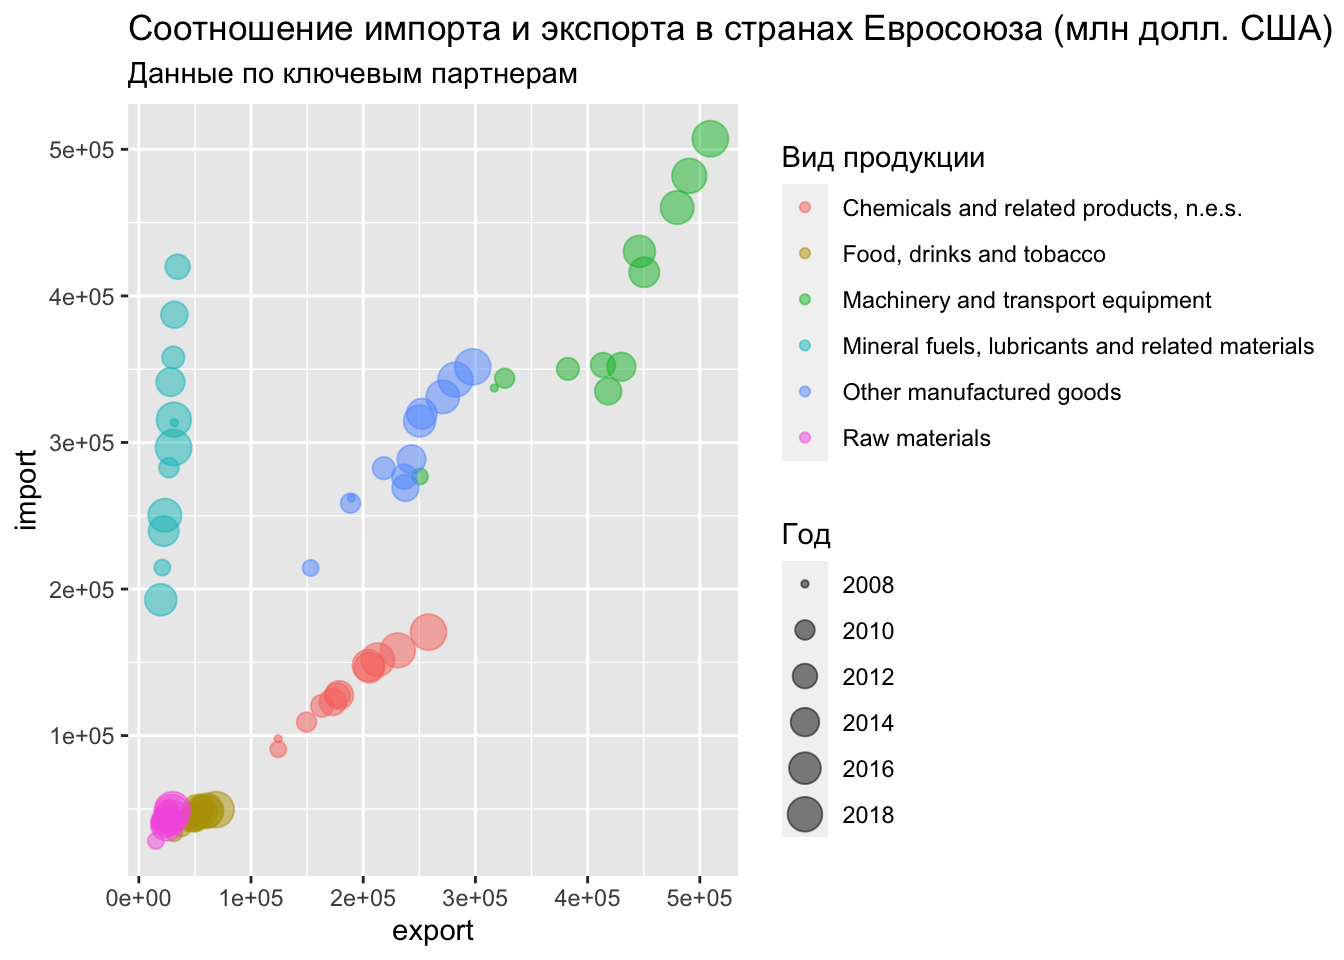 Соотношение импорта и экспорта в странах Евросоюза (млн долл. США)
Данные по ключевым партнерам
5e+05
4e+05
3e+05
2e+05
1e+05
import
0e+00 1e+05 2e+05 3e+05 4e+05 5e+05
export
Вид продукции
Chemicals and related products, n.e.s.
Food, drinks and tobacco
Machinery and transport equipment
Mineral fuels, lubricants and related materials
Other manufactured goods
Raw materials
Год
2008
2010
2012
2014
2016
2018